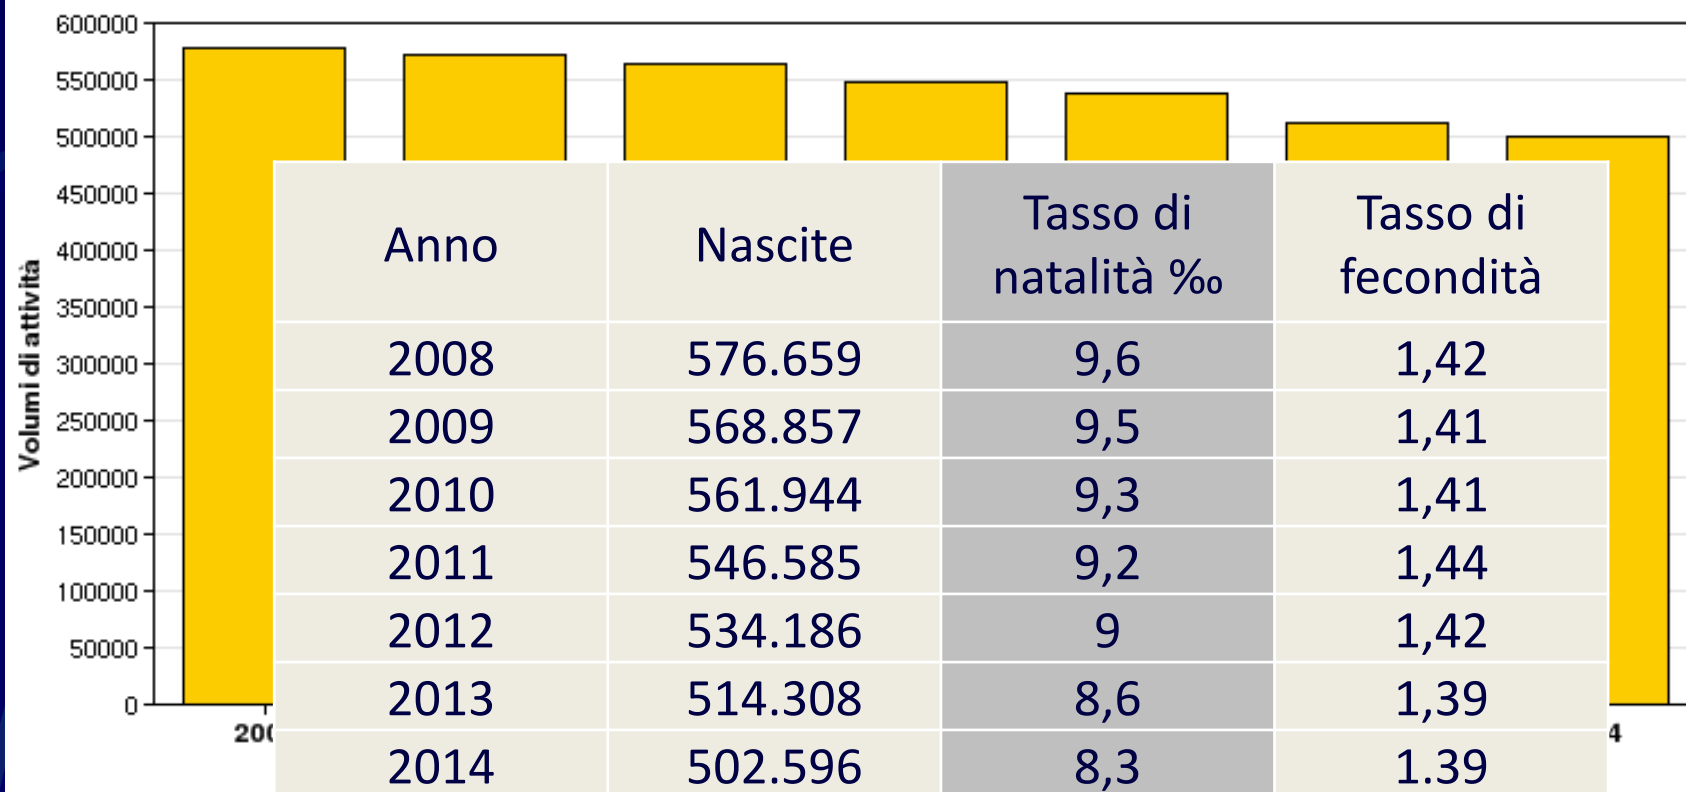 600000
550000
500000
450000
400000
350000
300000
250000
200000
150000
100000
50000
0
Volumi di attività
Anno Nascite Tasso di natalità ‰ Tasso di fecondità
2008 576.659 9,6 1,42
2009 568.857 9,5 1,41
2010 561.944 9,3 1,41
2011 546.585 9,2 1,44
2012 534.186 9 1,42
2013 514.308 8,6 1,39
2014 502.596 8,3 1.39